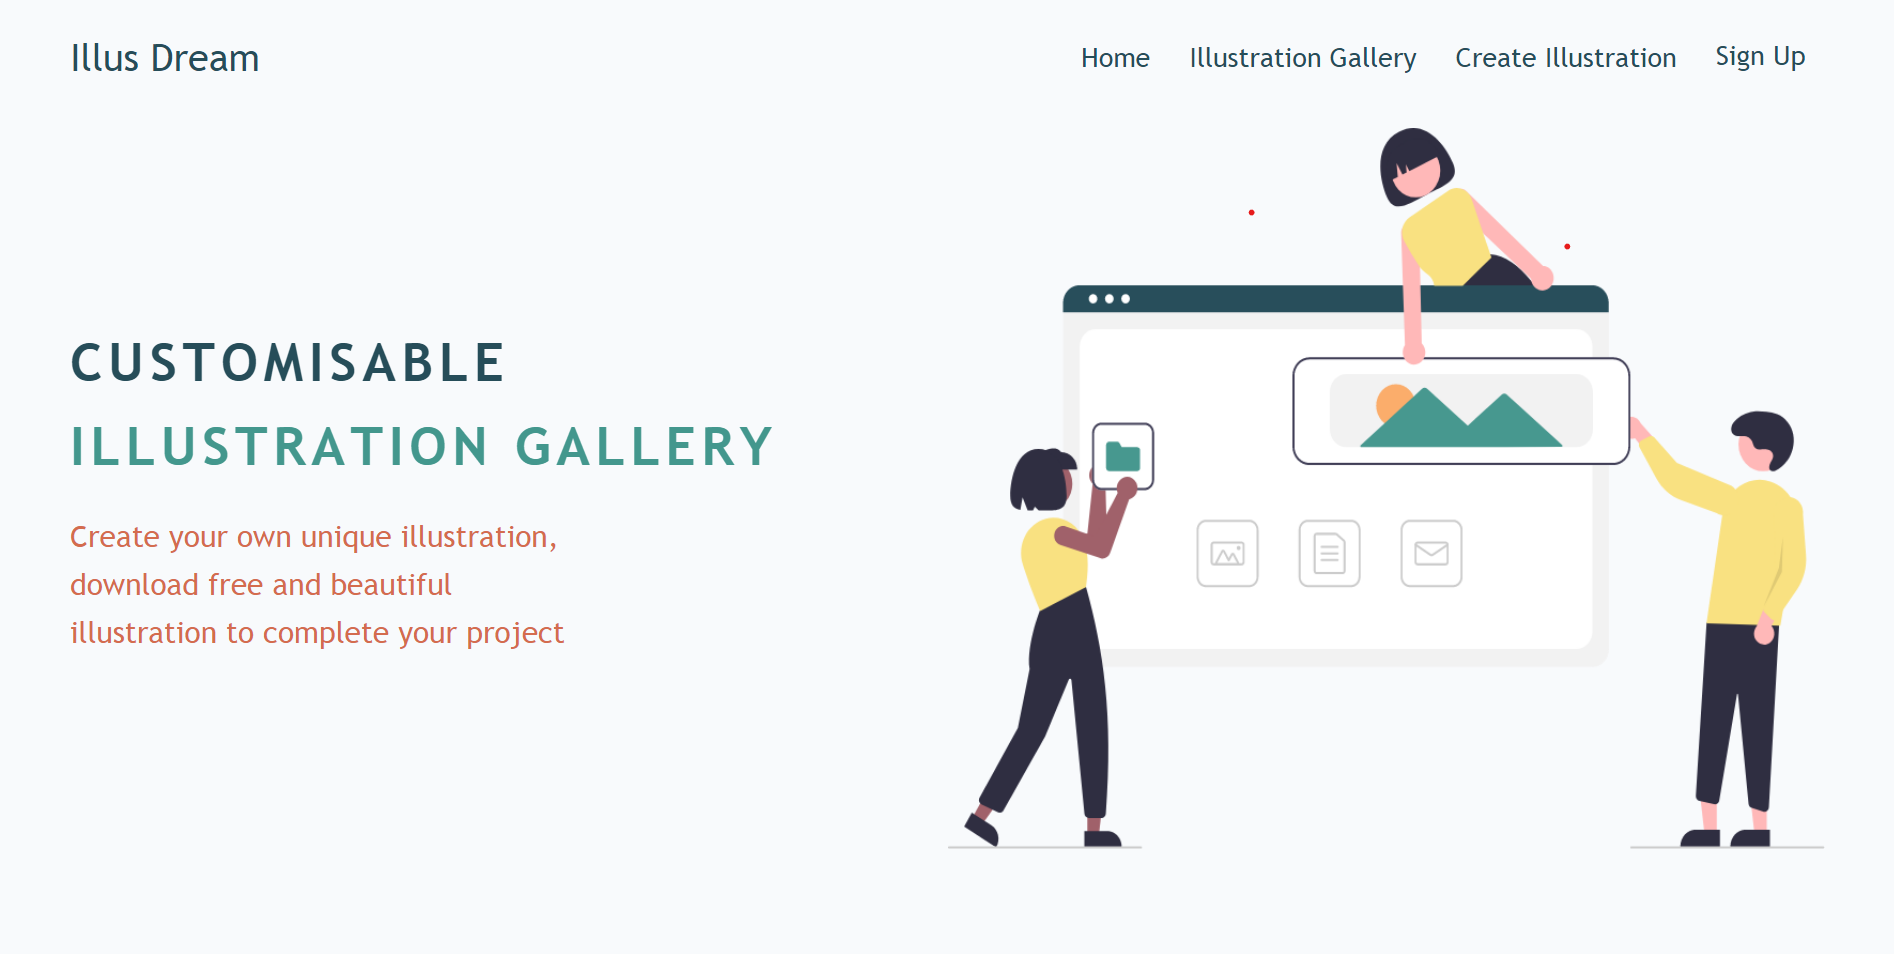 Illus Dream
Home Illustration Gallery Create Illustration Sign Up
CUSTOMISABLE
ILLUSTRATION GALLERY
Create your own unique illustration,
download free and beautiful
illustration to complete your project